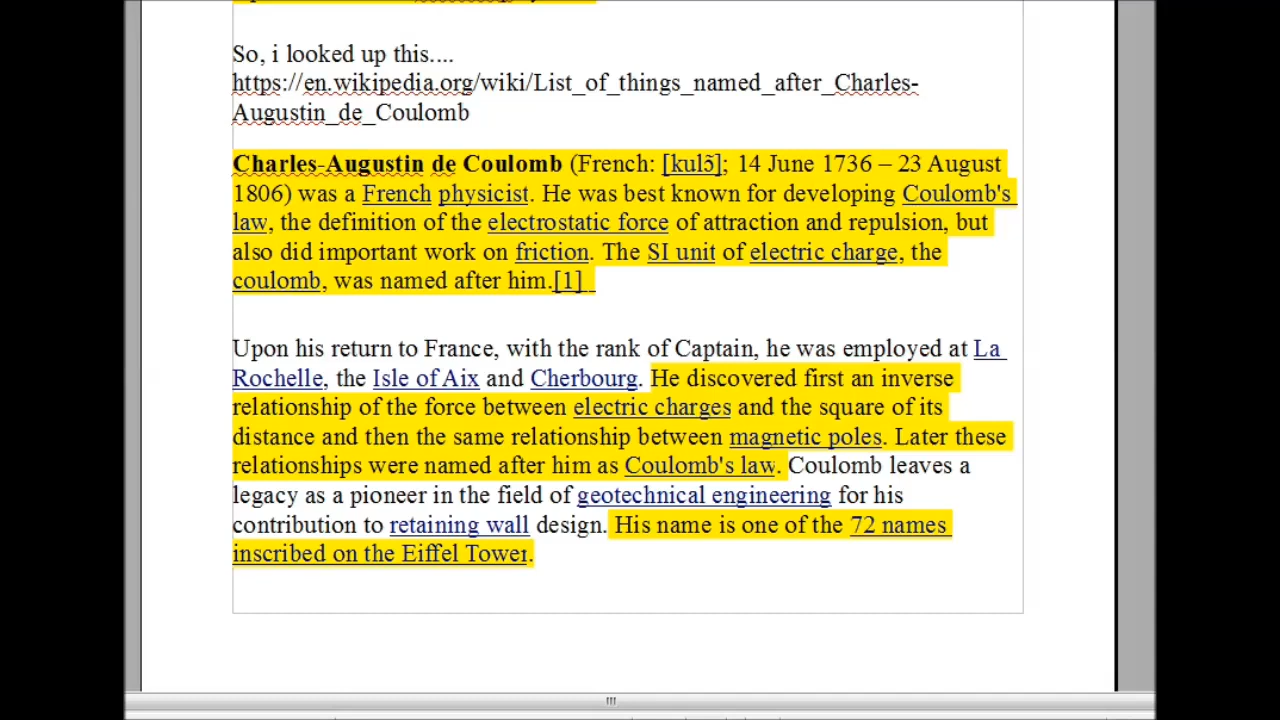 So, i looked up this....
https://en.wikipedia.org/wiki/List_of_things_named_after_Charles-
Augustin_de_Coulomb
Charles-Augustin de Coulomb (French: [kulɔ̃]; 14 June 1736 – 23 August
1806) was a French physicist. He was best known for developing Coulomb's
law, the definition of the electrostatic force of attraction and repulsion, but
also did important work on friction. The SI unit of electric charge, the
coulomb, was named after him.[1]
Upon his return to France, with the rank of Captain, he was employed at La
Rochelle, the Isle of Aix and Cherbourg. He discovered first an inverse
relationship of the force between electric charges and the square of its
distance and then the same relationship between magnetic poles. Later these
relationships were named after him as Coulomb's law. Coulomb leaves a
legacy as a pioneer in the field of geotechnical engineering for his
contribution to retaining wall design. His name is one of the 72 names
inscribed on the Eiffel Tower.